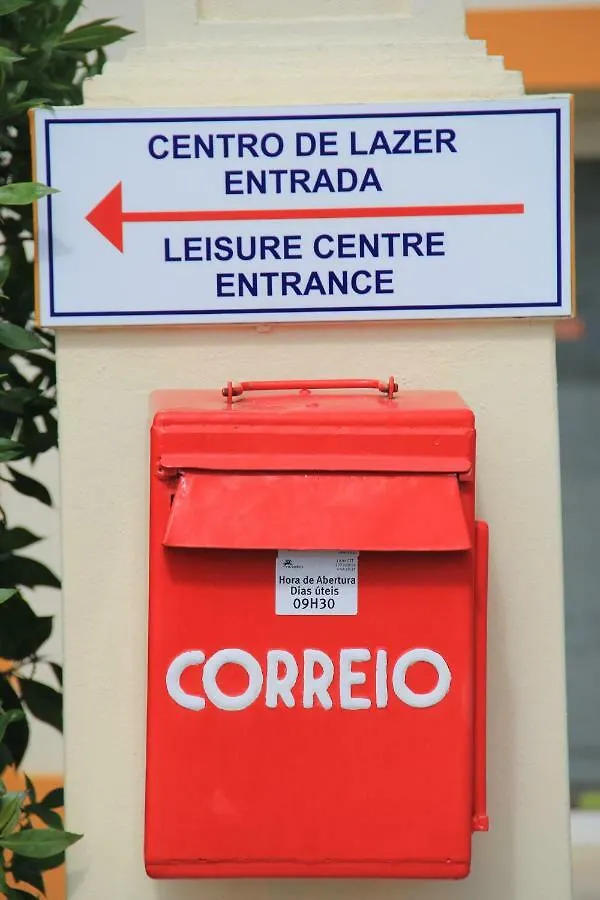 CENTRO DE LAZER
ENTRADA
LEISURE CENTRE
ENTRANCE
Hora de Abertura
Dias úteis
09H30
CORREIO